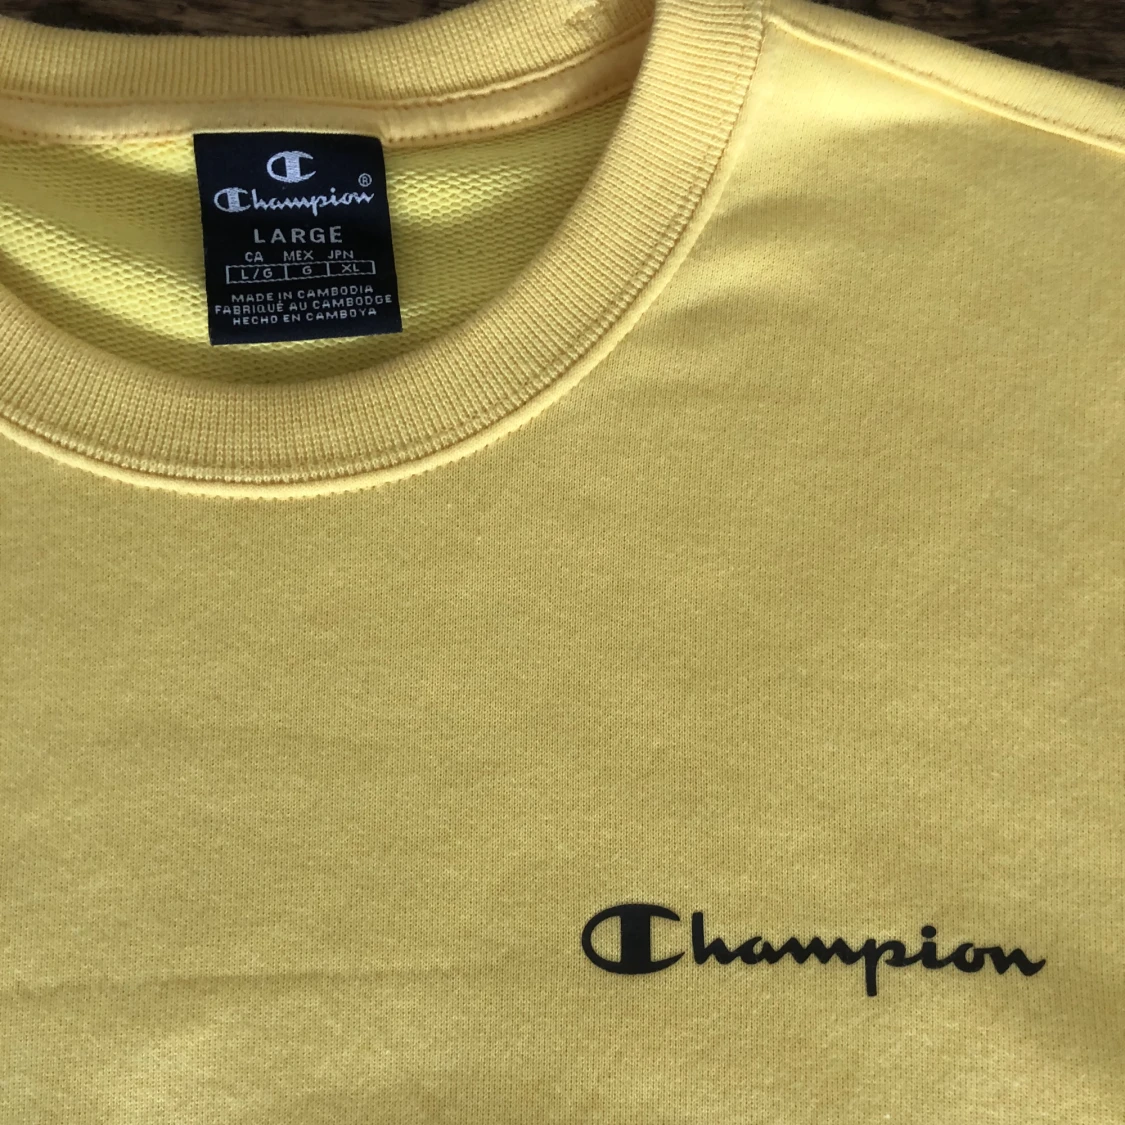 Champion®
LARGE
CA MEX JPN
L/G G XL
MADE IN CAMBODIA
FABRIQUÉ AU CAMBODGE
HECHO EN CAMBOYA
Champion